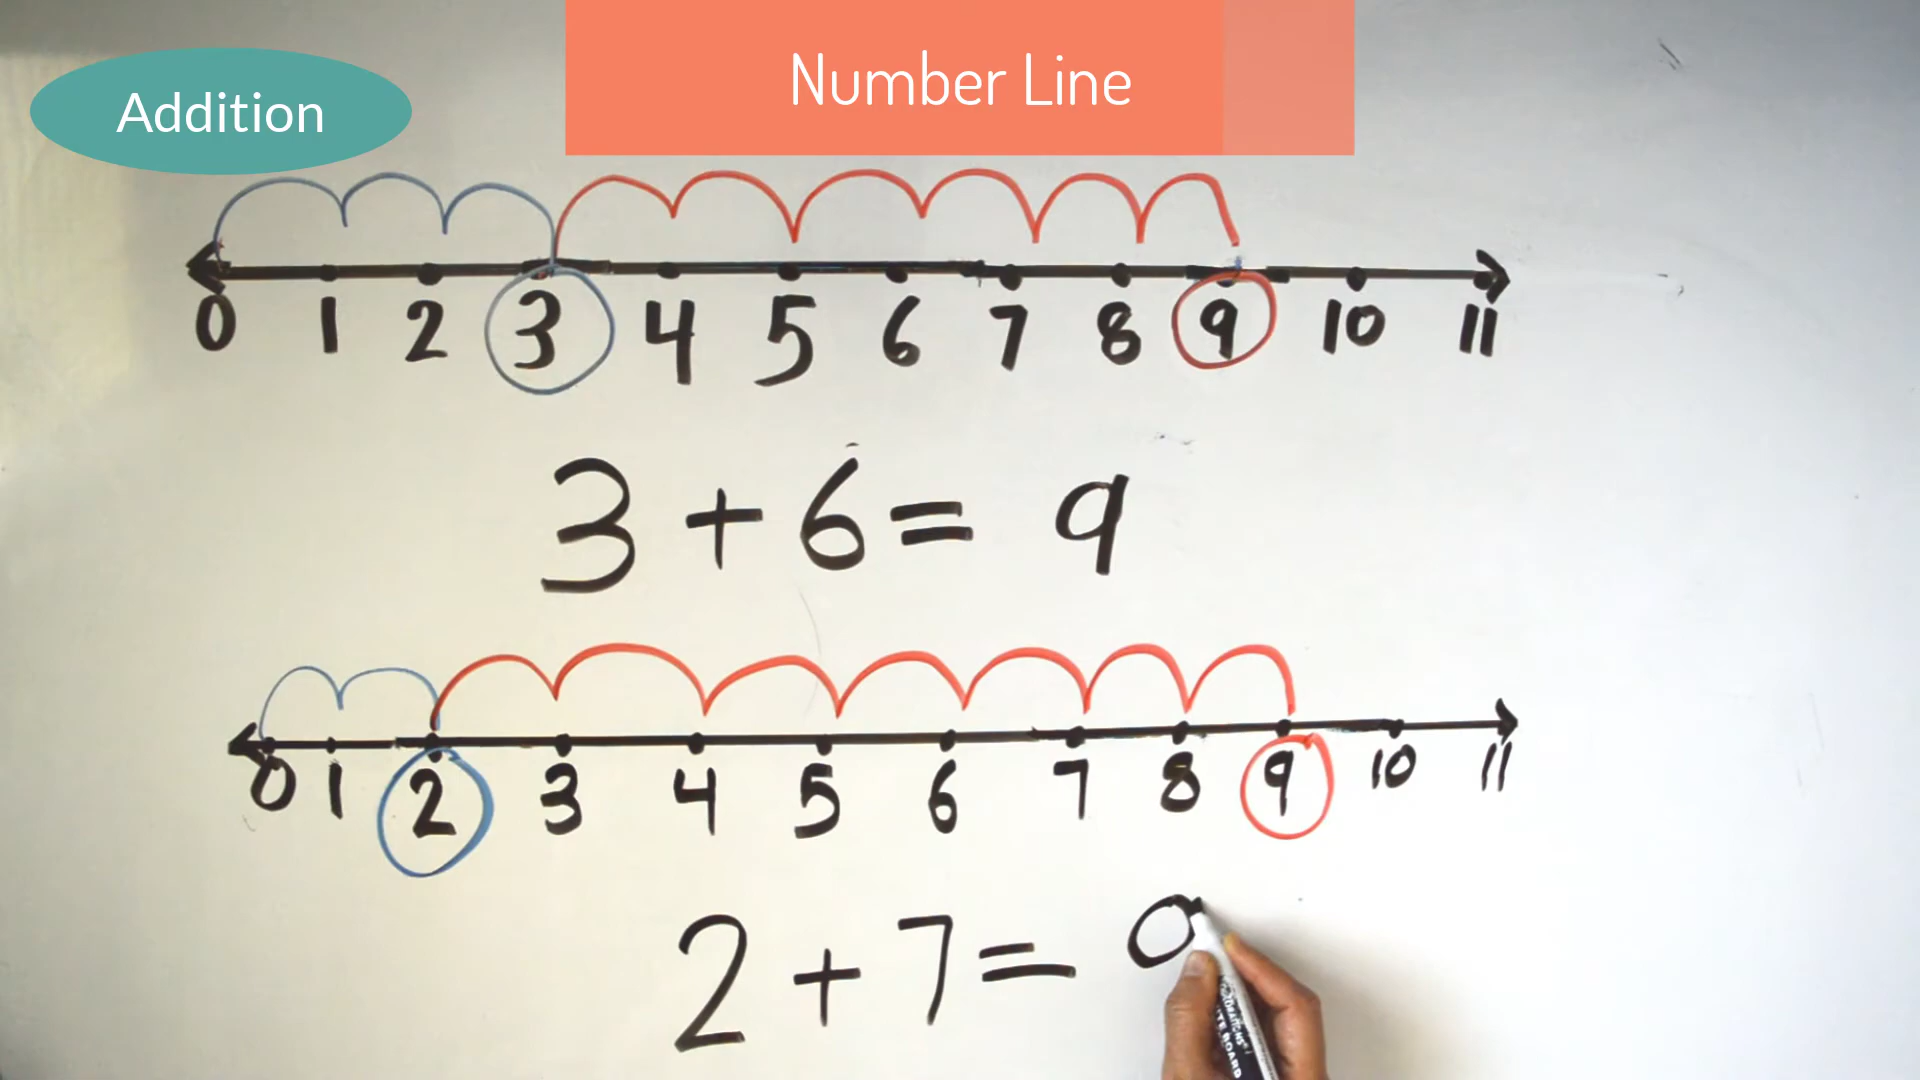 Number Line
Addition
0 1 2 3 4 5 6 7 8 9 10 11
3 + 6 = 9
0 1 2 3 4 5 6 7 8 9 10 11
2 + 7 =